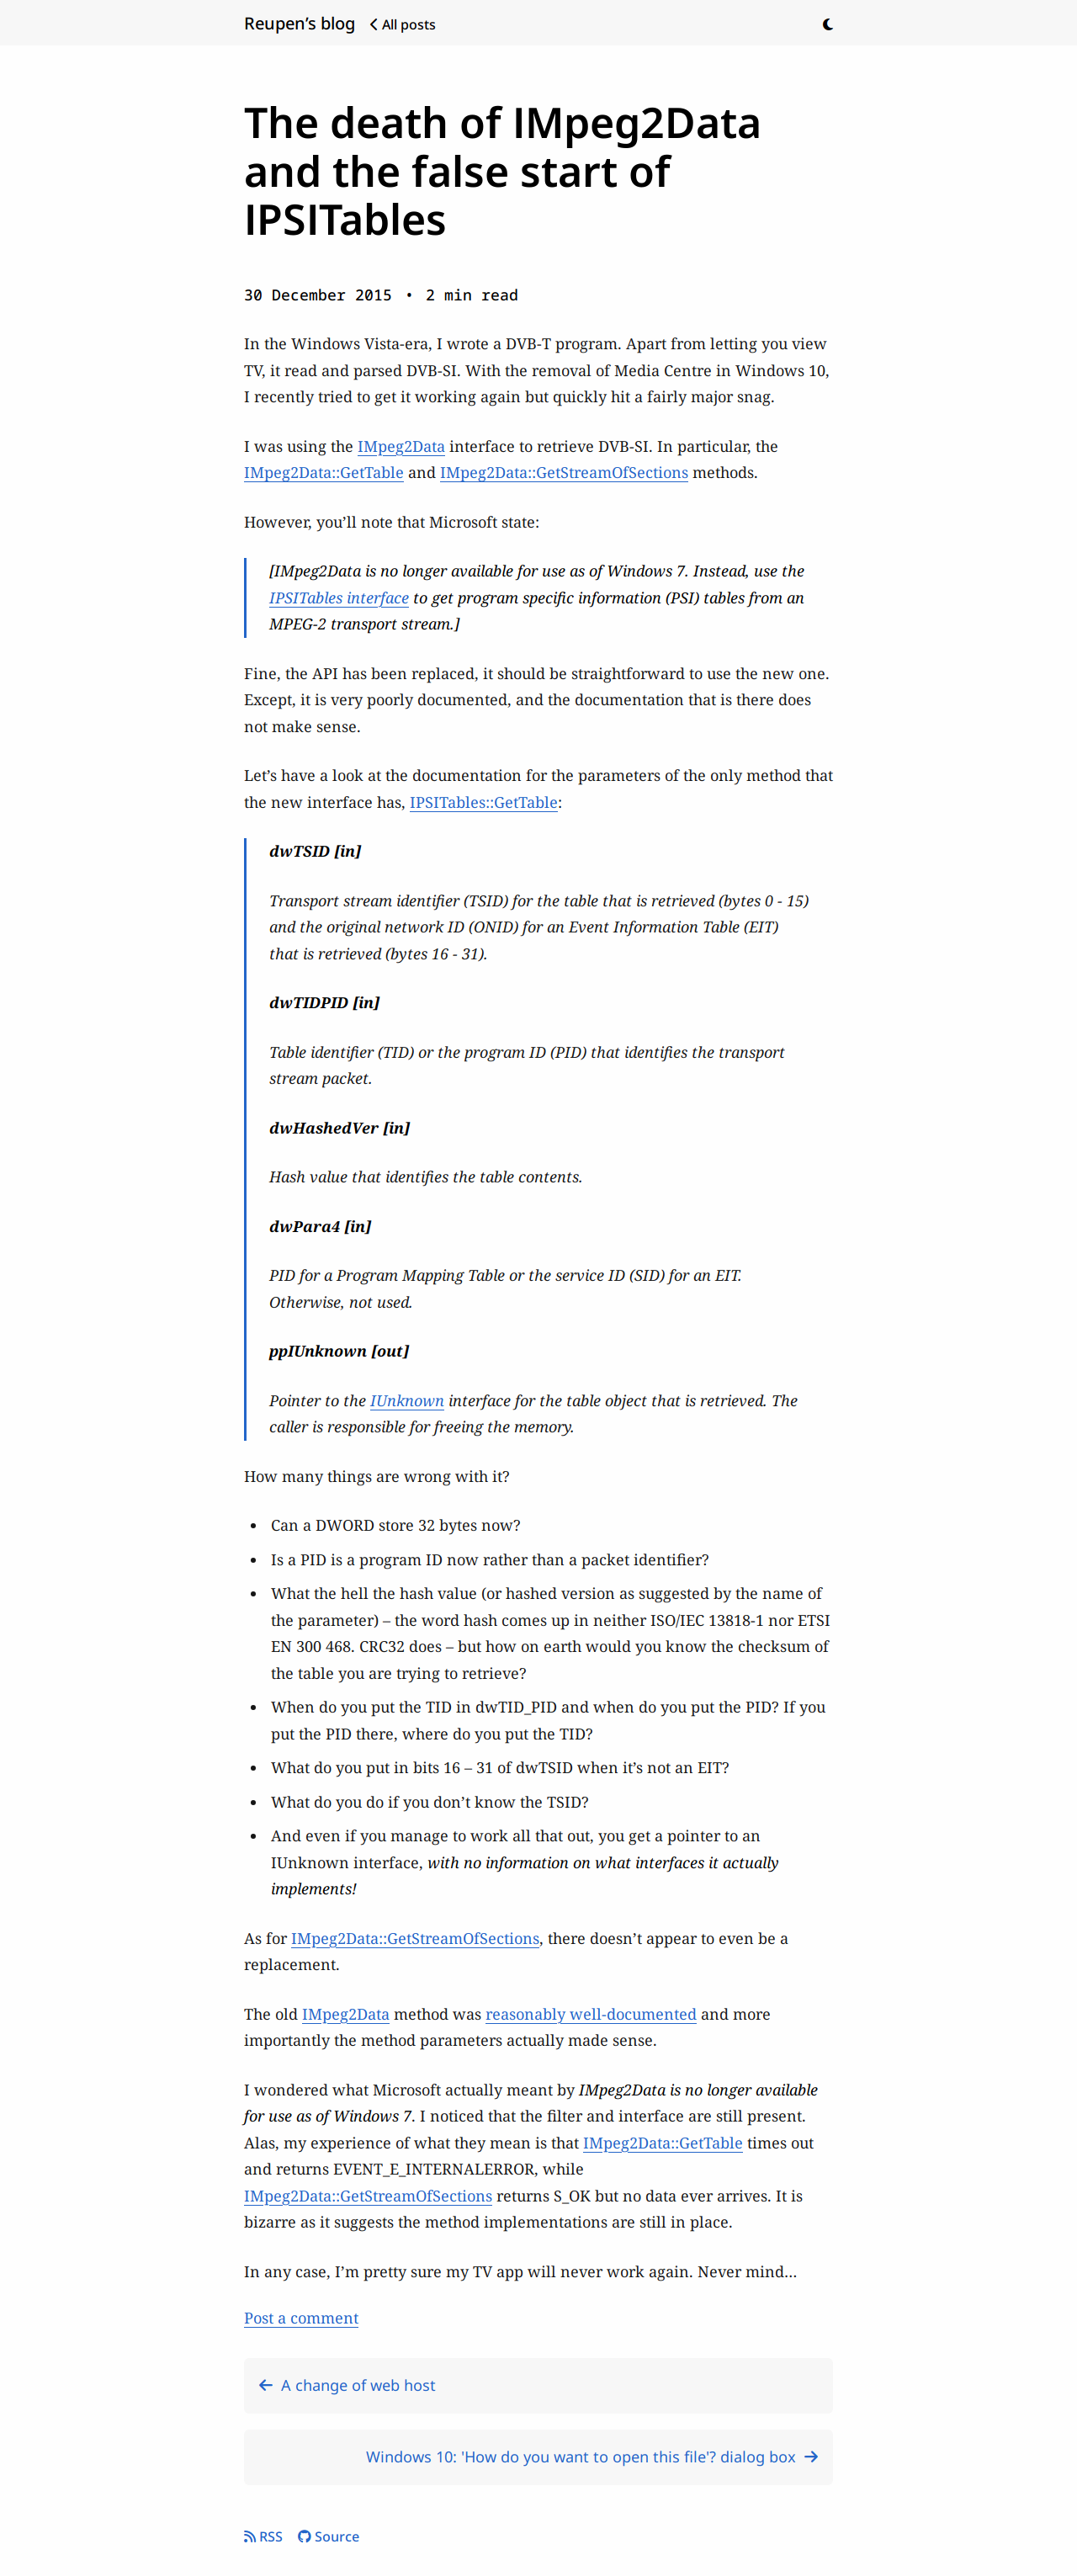 Reupen’s blog All posts
The death of IMpeg2Data
and the false start of
IPSITables
30 December 2015 • 2 min read
In the Windows Vista-era, I wrote a DVB-T program. Apart from letting you view
TV, it read and parsed DVB-SI. With the removal of Media Centre in Windows 10,
I recently tried to get it working again but quickly hit a fairly major snag.
I was using the IMpeg2Data interface to retrieve DVB-SI. In particular, the
IMpeg2Data::GetTable and IMpeg2Data::GetStreamOfSections methods.
However, you’ll note that Microsoft state:
[IMpeg2Data is no longer available for use as of Windows 7. Instead, use the
IPSITables interface to get program specific information (PSI) tables from an
MPEG-2 transport stream.]
Fine, the API has been replaced, it should be straightforward to use the new one.
Except, it is very poorly documented, and the documentation that is there does
not make sense.
Let’s have a look at the documentation for the parameters of the only method that
the new interface has, IPSITables::GetTable:
dwTSID [in]
Transport stream identifier (TSID) for the table that is retrieved (bytes 0 - 15)
and the original network ID (ONID) for an Event Information Table (EIT)
that is retrieved (bytes 16 - 31).
dwTIDPID [in]
Table identifier (TID) or the program ID (PID) that identifies the transport
stream packet.
dwHashedVer [in]
Hash value that identifies the table contents.
dwPara4 [in]
PID for a Program Mapping Table or the service ID (SID) for an EIT.
Otherwise, not used.
ppIUnknown [out]
Pointer to the IUnknown interface for the table object that is retrieved. The
caller is responsible for freeing the memory.
How many things are wrong with it?
• Can a DWORD store 32 bytes now?
• Is a PID is a program ID now rather than a packet identifier?
• What the hell the hash value (or hashed version as suggested by the name of
the parameter) – the word hash comes up in neither ISO/IEC 13818-1 nor ETSI
EN 300 468. CRC32 does – but how on earth would you know the checksum of
the table you are trying to retrieve?
• When do you put the TID in dwTID_PID and when do you put the PID? If you
put the PID there, where do you put the TID?
• What do you put in bits 16 – 31 of dwTSID when it’s not an EIT?
• What do you do if you don’t know the TSID?
• And even if you manage to work all that out, you get a pointer to an
IUnknown interface, with no information on what interfaces it actually
implements!
As for IMpeg2Data::GetStreamOfSections, there doesn’t appear to even be a
replacement.
The old IMpeg2Data method was reasonably well-documented and more
importantly the method parameters actually made sense.
I wondered what Microsoft actually meant by IMpeg2Data is no longer available
for use as of Windows 7. I noticed that the filter and interface are still present.
Alas, my experience of what they mean is that IMpeg2Data::GetTable times out
and returns EVENT_E_INTERNALERROR, while
IMpeg2Data::GetStreamOfSections returns S_OK but no data ever arrives. It is
bizarre as it suggests the method implementations are still in place.
In any case, I’m pretty sure my TV app will never work again. Never mind…
Post a comment
← A change of web host
Windows 10: 'How do you want to open this file'? dialog box →
RSS Source